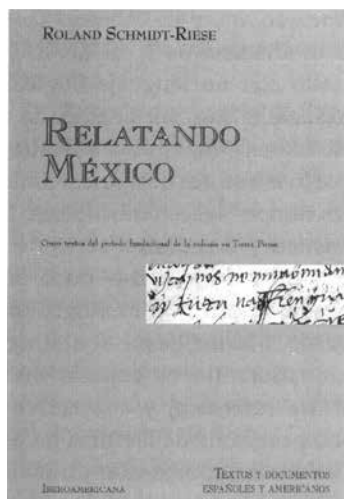 ROLAND SCHMIDT-RIESE
RELATANDO
MÉXICO
Cinco textos del periodo fundacional de la colonia en Tierra Firme
IBEROAMERICANA
TEXTOS Y DOCUMENTOS
ESPAÑOLES Y AMERICANOS